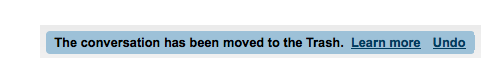 The conversation has been moved to the Trash. Learn more Undo